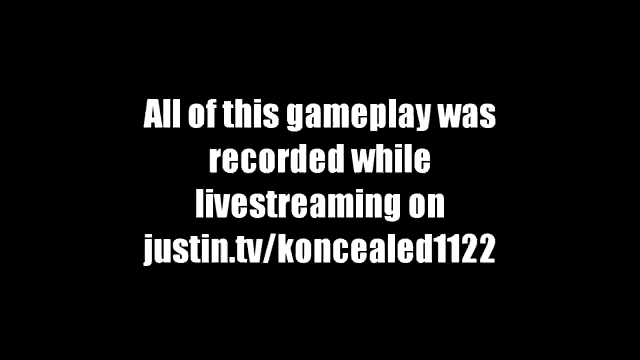 All of this gameplay was
recorded while
livestreaming on
justin.tv/koncealed1122